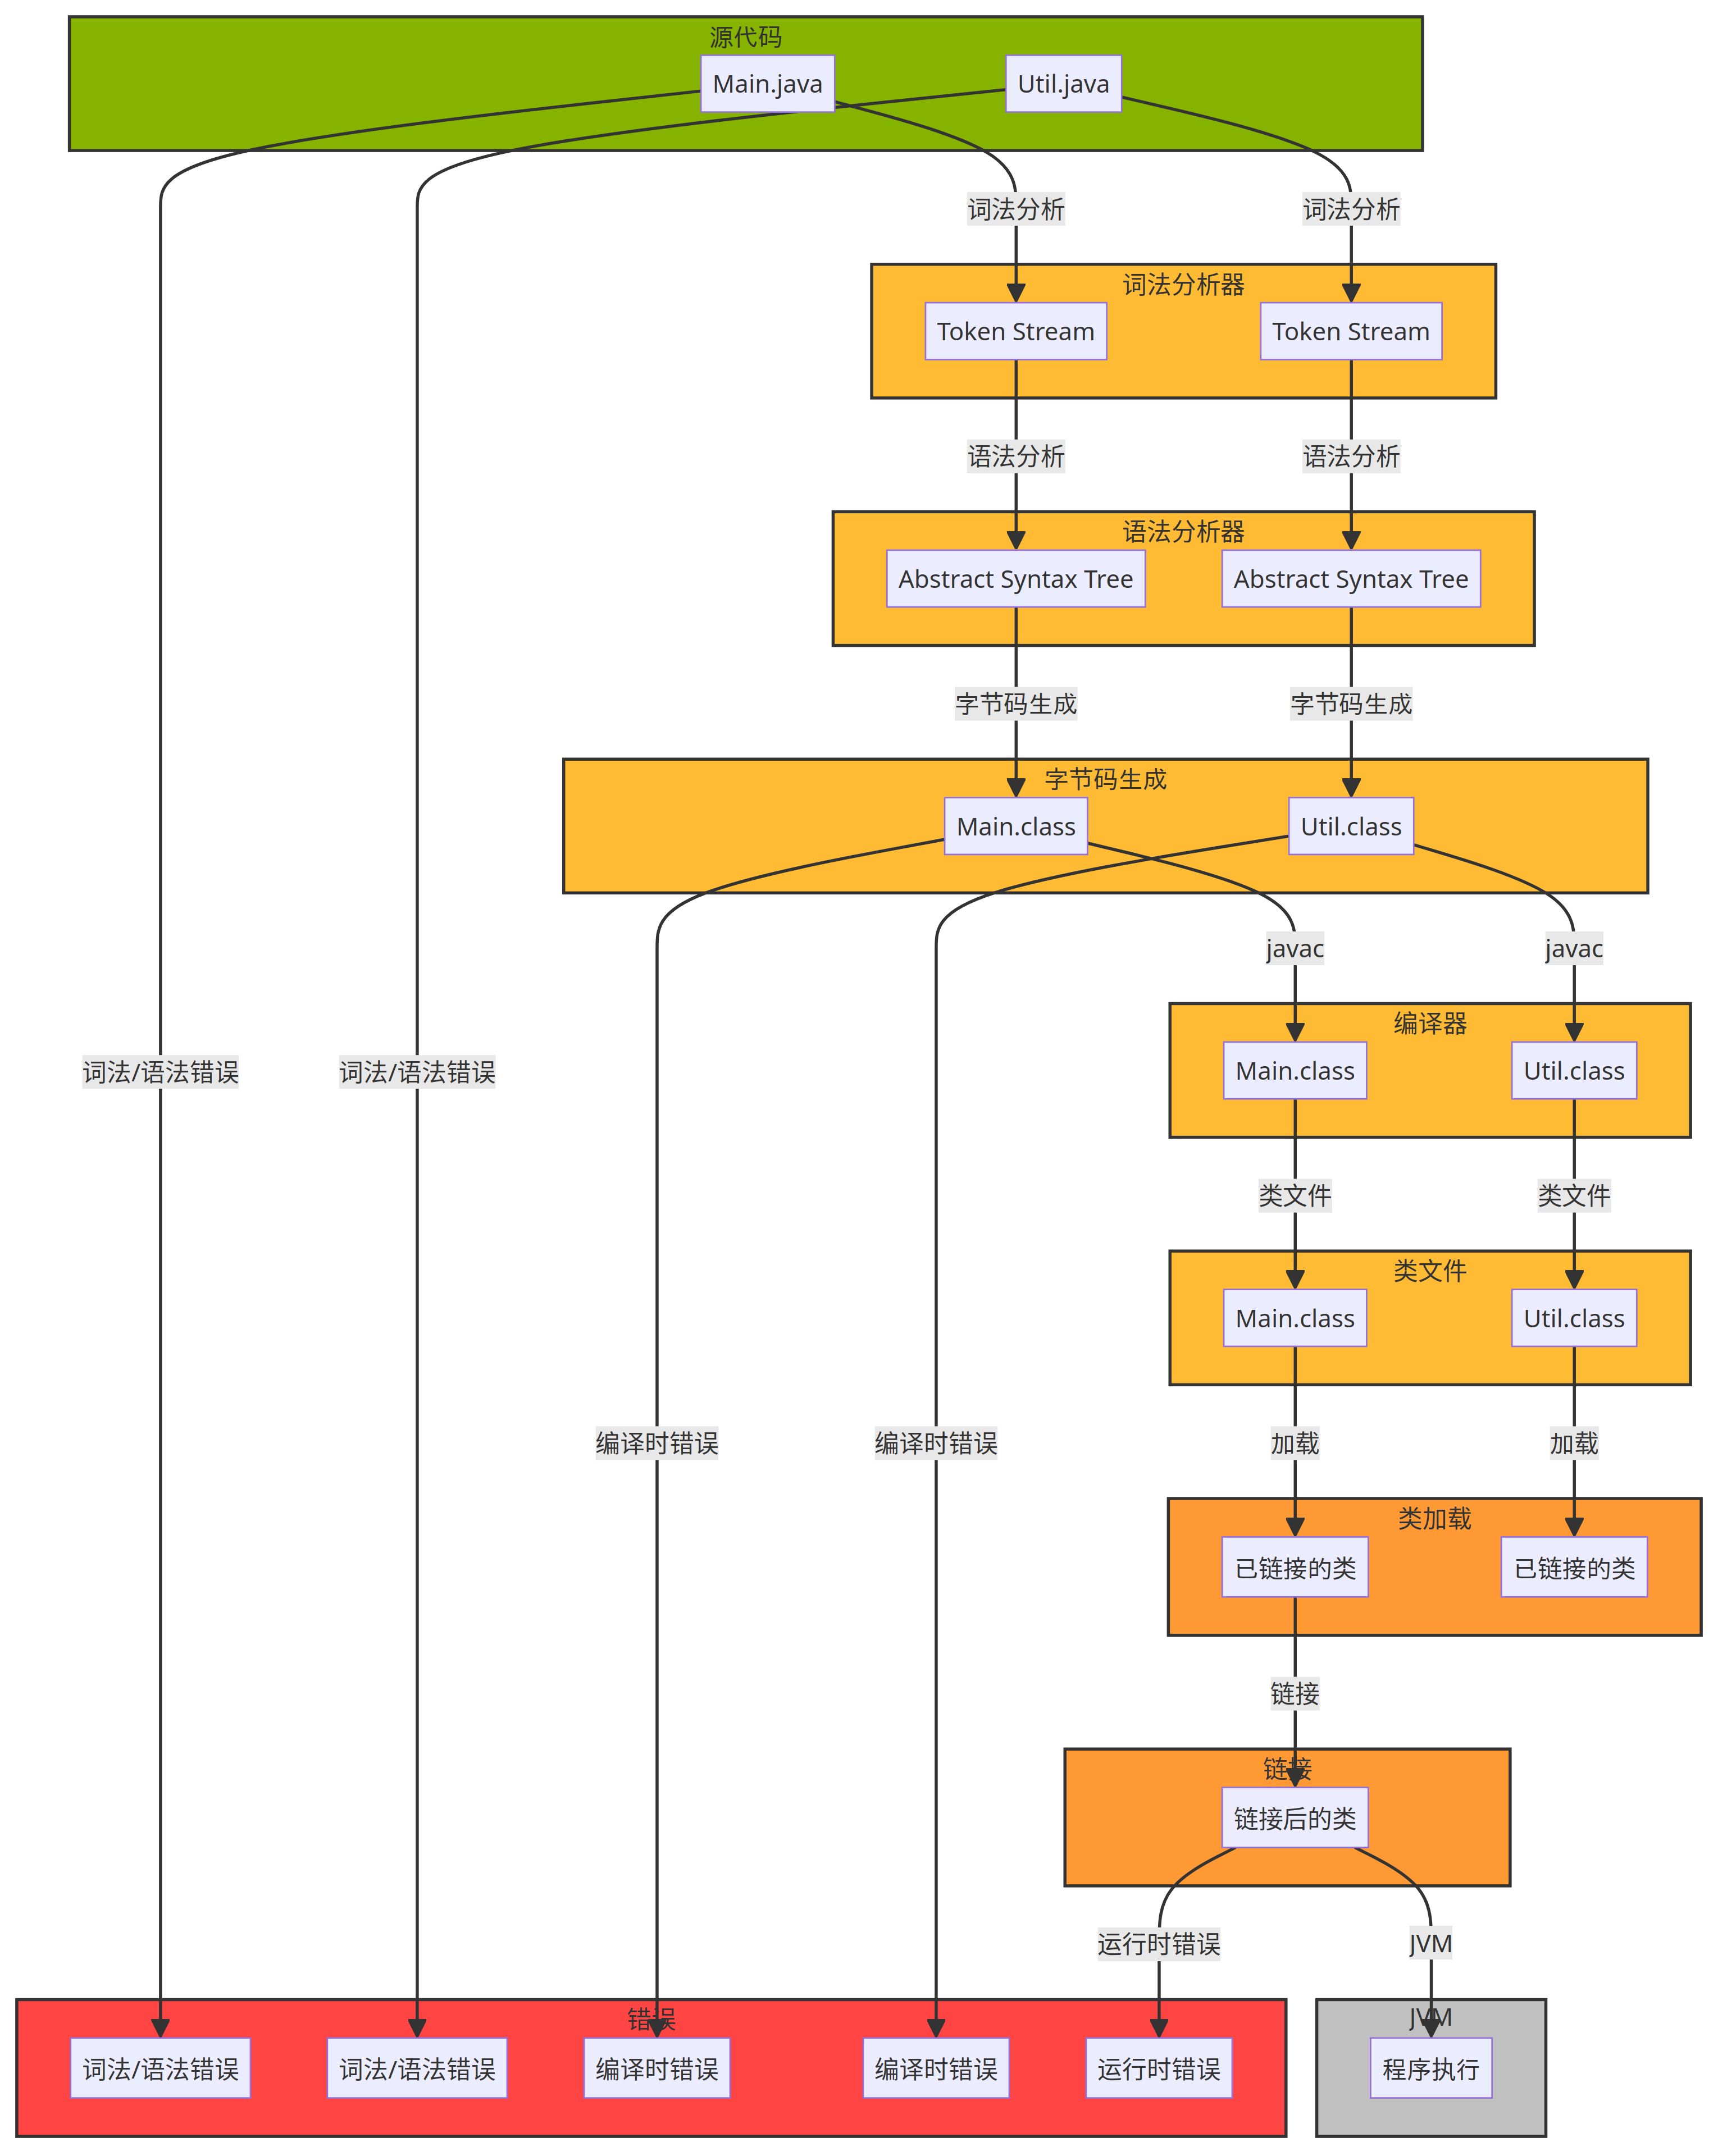 源代码
Main.java
Util.java
词法分析
词法分析
词法分析器
Token Stream
Token Stream
语法分析
语法分析
语法分析器
Abstract Syntax Tree
Abstract Syntax Tree
字节码生成
字节码生成
字节码生成
Main.class
Util.class
javac
javac
编译器
Main.class
Util.class
词法/语法错误
词法/语法错误
类文件
类文件
类文件
Main.class
Util.class
编译时错误
编译时错误
加载
加载
类加载
已链接的类
已链接的类
链接
链接
链接后的类
运行时错误
JVM
错误
词法/语法错误
词法/语法错误
编译时错误
编译时错误
运行时错误
JVM
程序执行